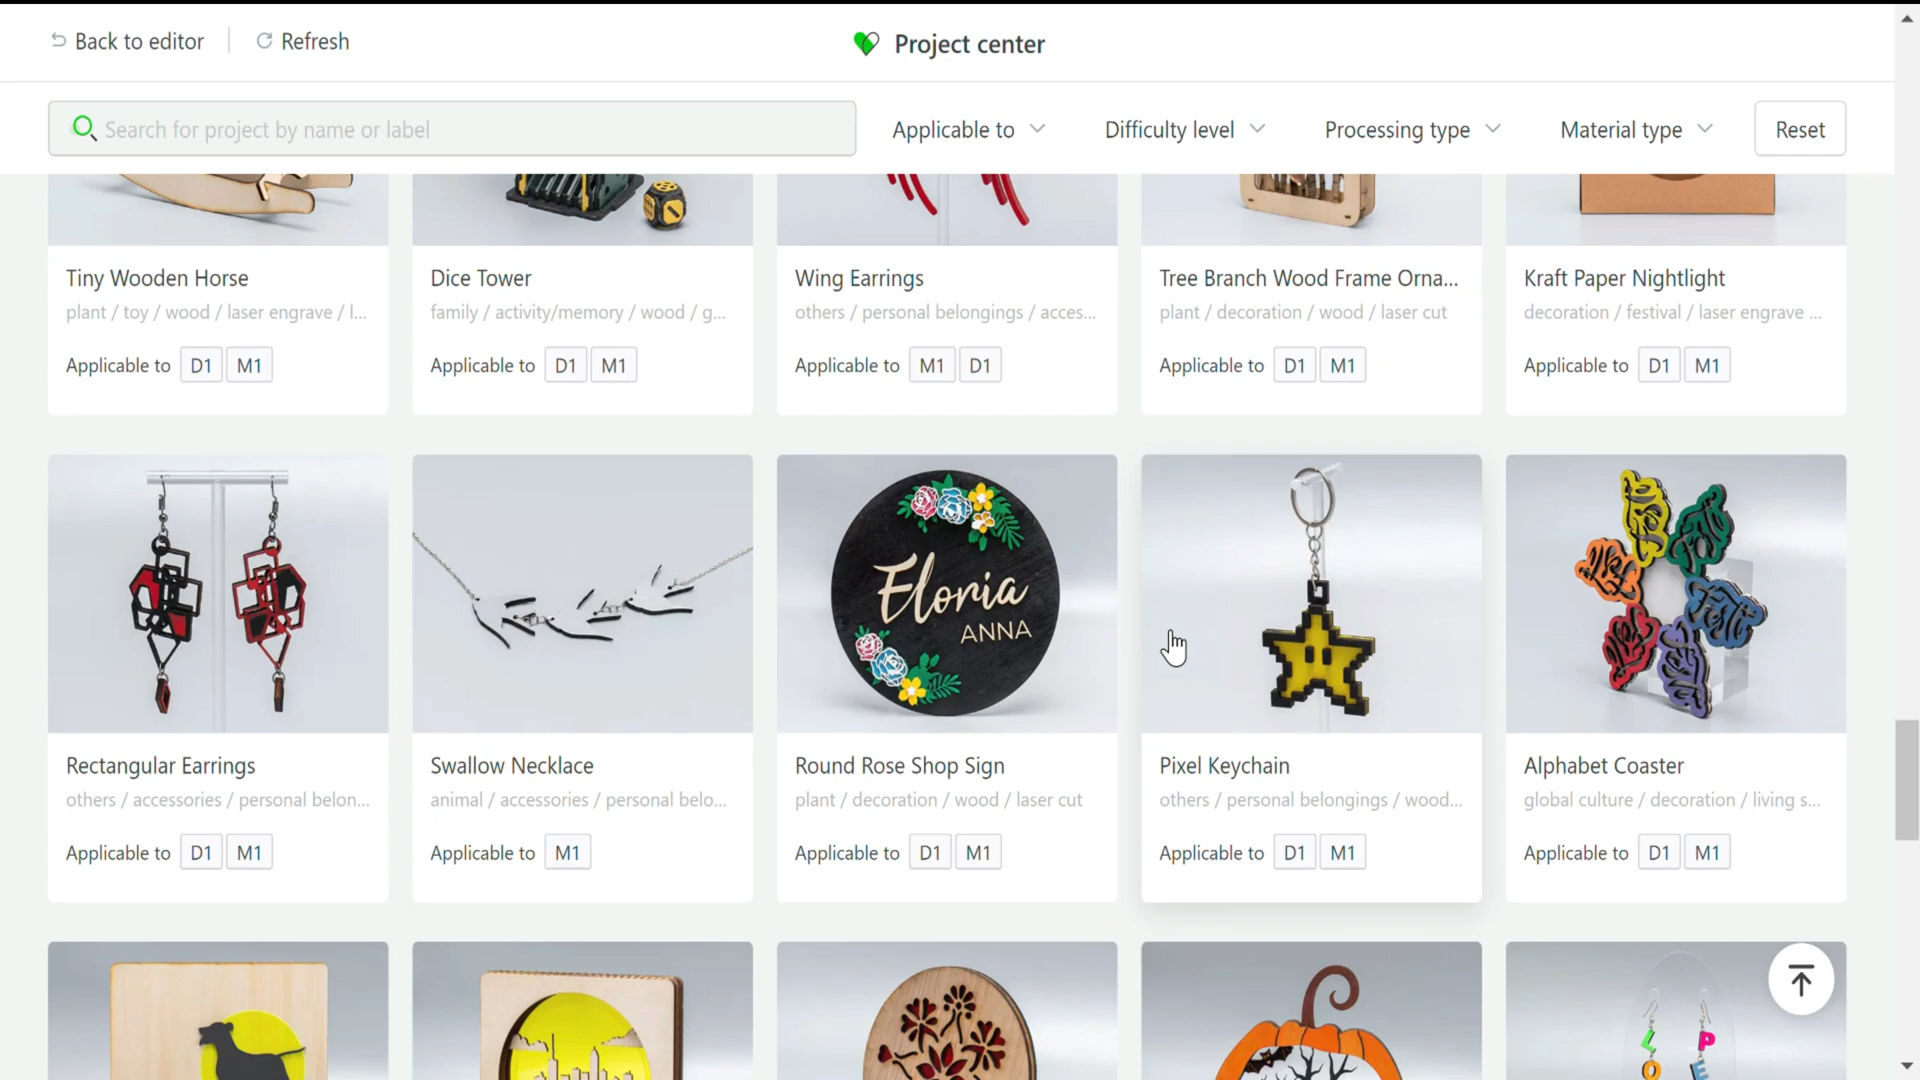 Back to editor
Refresh
Project center
Search for project by name or label
Applicable to
Difficulty level
Processing type
Material type
Reset
Tiny Wooden Horse
plant / toy / wood / laser engrave / l...
Applicable to D1 M1
Dice Tower
family / activity/memory / wood / g...
Applicable to D1 M1
Wing Earrings
others / personal belongings / acces...
Applicable to M1 D1
Tree Branch Wood Frame Orna...
plant / decoration / wood / laser cut
Applicable to D1 M1
Kraft Paper Nightlight
decoration / festival / laser engrave ...
Applicable to D1 M1
Rectangular Earrings
others / accessories / personal belon...
Applicable to D1 M1
Swallow Necklace
animal / accessories / personal belo...
Applicable to M1
Eloria
ANNA
Round Rose Shop Sign
plant / decoration / wood / laser cut
Applicable to D1 M1
Pixel Keychain
others / personal belongings / wood...
Applicable to D1 M1
Alphabet Coaster
global culture / decoration / living s...
Applicable to D1 M1
L P
O E